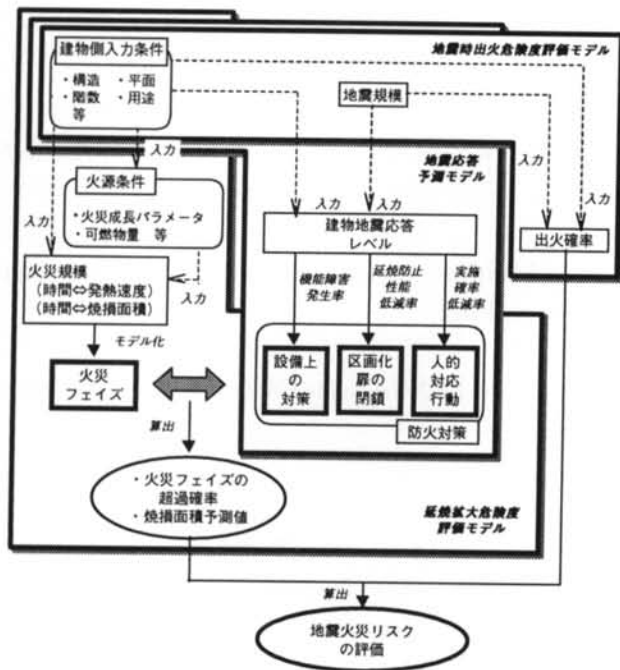 建物側入力条件
・構造 ・平面
・階数 ・用途
等
地震時出火危険度評価モデル
地震規模
入力
火源条件
・火災成長パラメータ
・可燃物量 等
入力
入力
火災規模
(時間⇔発熱速度)
(時間⇔焼損面積)
モデル化
火災
フェイズ
地震応答
予測モデル
入力
入力
建物地震応答
レベル
機能障害
発生率
延焼防止
性能
低減率
実施
確率
低減率
設備上
の
対策
区画化
扉の
閉鎖
人的
対応
行動
防火対策
入力
入力
出火確率
算出
・火災フェイズの
超過確率
・焼損面積予測値
延焼拡大危険度
評価モデル
算出
地震火災リスク
の評価